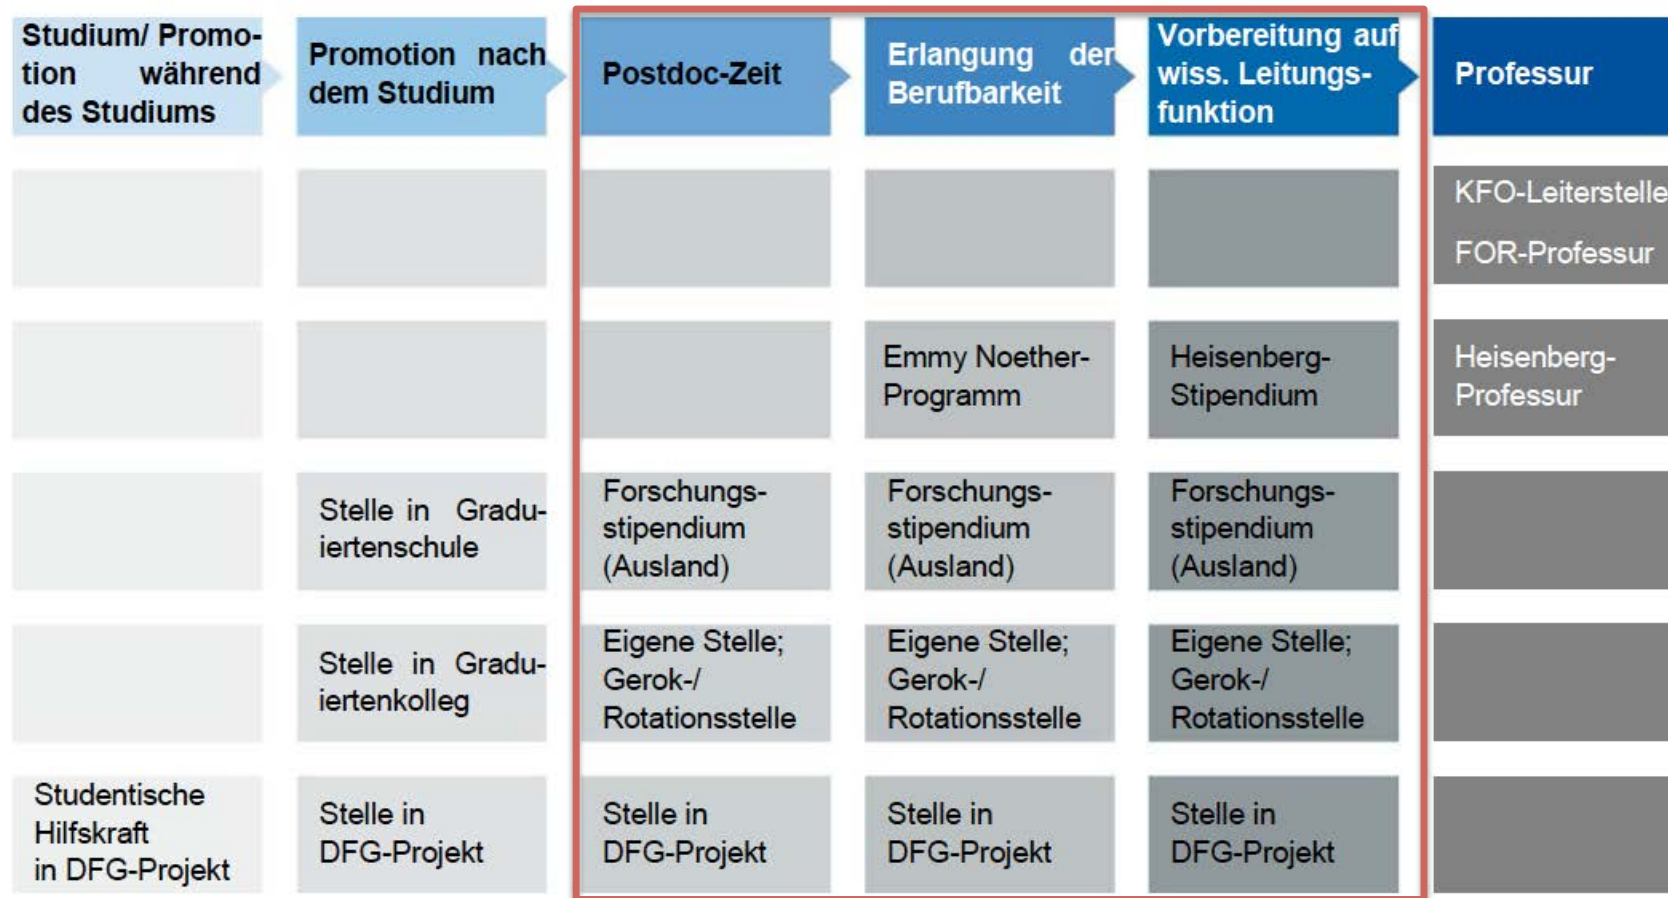 Studium/ Promo-
tion während
des Studiums
Promotion nach
dem Studium
Postdoc-Zeit
Erlangung der
Berufbarkeit
Vorbereitung auf
wiss. Leitungs-
funktion
Professur
KFO-Leiterstelle
FOR-Professur
Emmy Noether-
Programm
Heisenberg-
Stipendium
Heisenberg-
Professur
Stelle in Gradu-
iertenschule
Forschungs-
stipendium
(Ausland)
Forschungs-
stipendium
(Ausland)
Forschungs-
stipendium
(Ausland)
Stelle in Gradu-
iertenkolleg
Eigene Stelle;
Gerok-/
Rotationsstelle
Eigene Stelle;
Gerok-/
Rotationsstelle
Eigene Stelle;
Gerok-/
Rotationsstelle
Studentische
Hilfskraft
in DFG-Projekt
Stelle in
DFG-Projekt
Stelle in
DFG-Projekt
Stelle in
DFG-Projekt
Stelle in
DFG-Projekt